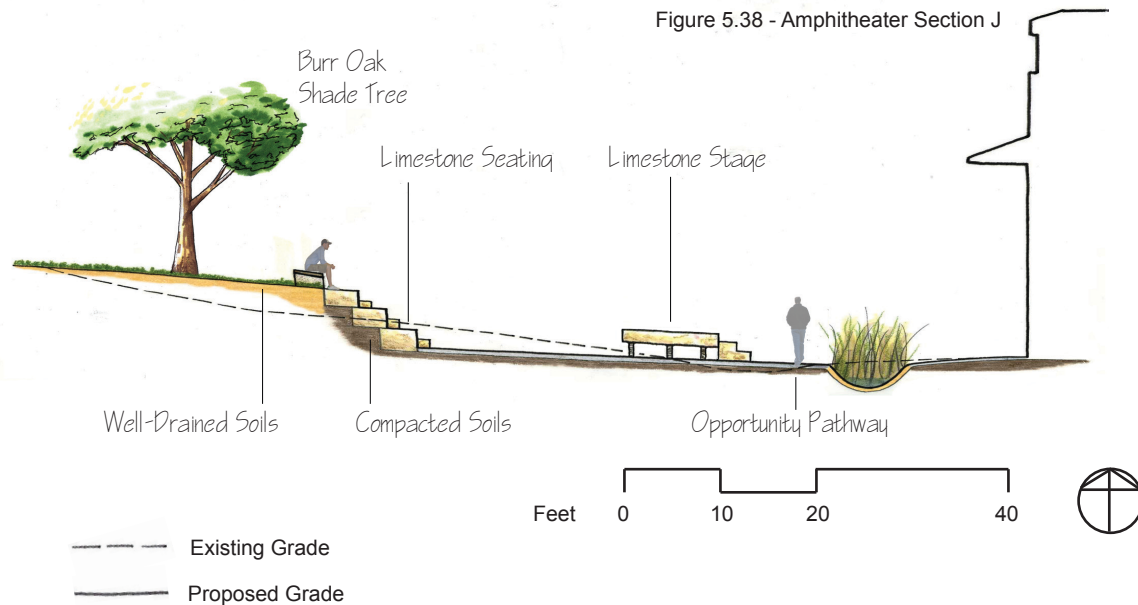 Figure 5.38 - Amphitheater Section J
Burr Oak
Shade Tree
Limestone Seating
Limestone Stage
Well-Drained Soils
Compacted Soils
Opportunity Pathway
Feet
0
10
20
40
Existing Grade
Proposed Grade